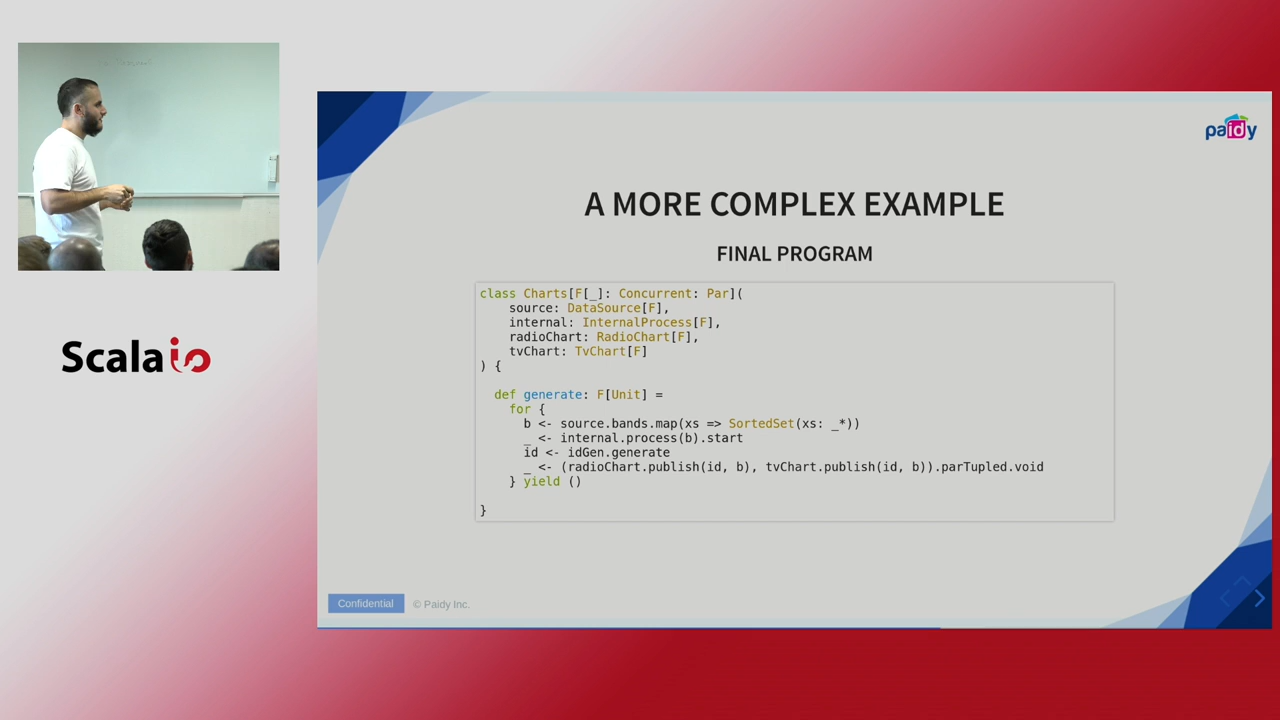 Scala io
paidy
A MORE COMPLEX EXAMPLE
FINAL PROGRAM
class Charts[F[_]: Concurrent: Par](
    source: DataSource[F],
    internal: InternalProcess[F],
    radioChart: RadioChart[F],
    tvChart: TvChart[F]
) {
  def generate: F[Unit] =
    for {
      b <- source.bands.map(xs => SortedSet(xs: _*))
      _ <- internal.process(b).start
      id <- idGen.generate
      _ <- (radioChart.publish(id, b), tvChart.publish(id, b)).parTupled.void
    } yield ()
}
Confidential
© Paidy Inc.